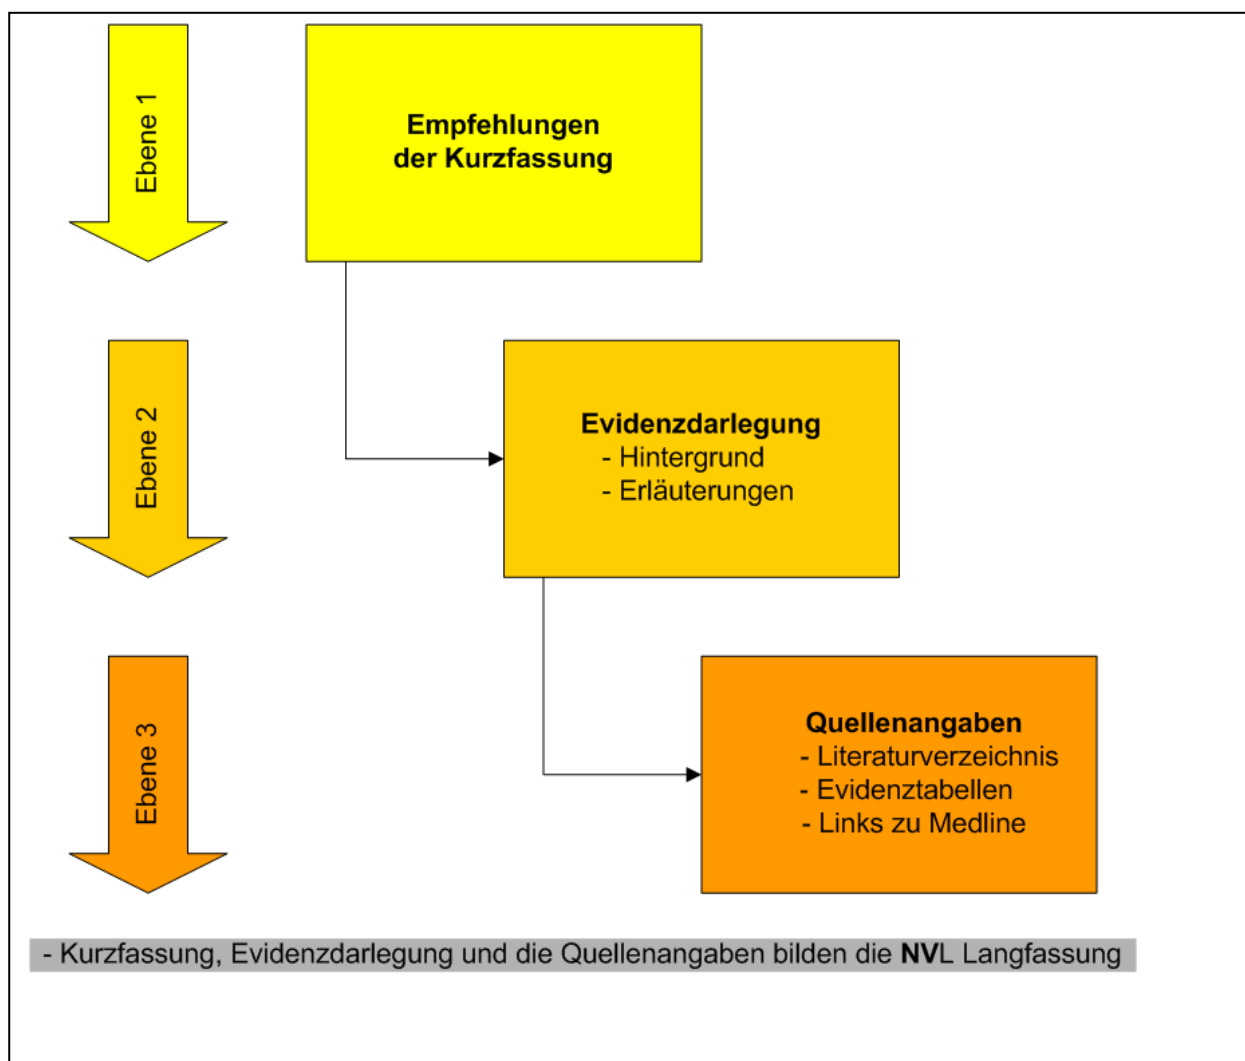 Ebene 1
Empfehlungen
der Kurzfassung
Ebene 2
Evidenzdarlegung
- Hintergrund
- Erläuterungen
Ebene 3
Quellenangaben
- Literaturverzeichnis
- Evidenztabellen
- Links zu Medline
- Kurzfassung, Evidenzdarlegung und die Quellenangaben bilden die NVL Langfassung